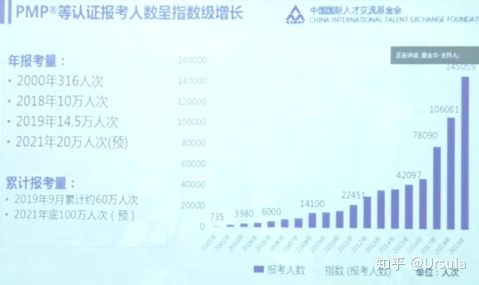 PMP®等认证报考人数呈指数级增长
中国国际人才交流基金会
CHINA INTERNATIONAL TALENT EXCHANGE FOUNDATION
年报考量：
• 2000年316人次
• 2018年10万人次
• 2019年14.5万人次
• 2021年20万人次(预)
累计报考量：
• 2019年9月累计约60万人次
• 2021年底100万人次（预）
160000
140000
120000
100000
80000
60000
40000
20000
0
735
3980
6000
14100
22451
42097
78090
106061
145059
报考人数
指数 (报考人数)
单位：人次
知乎 @Ursula